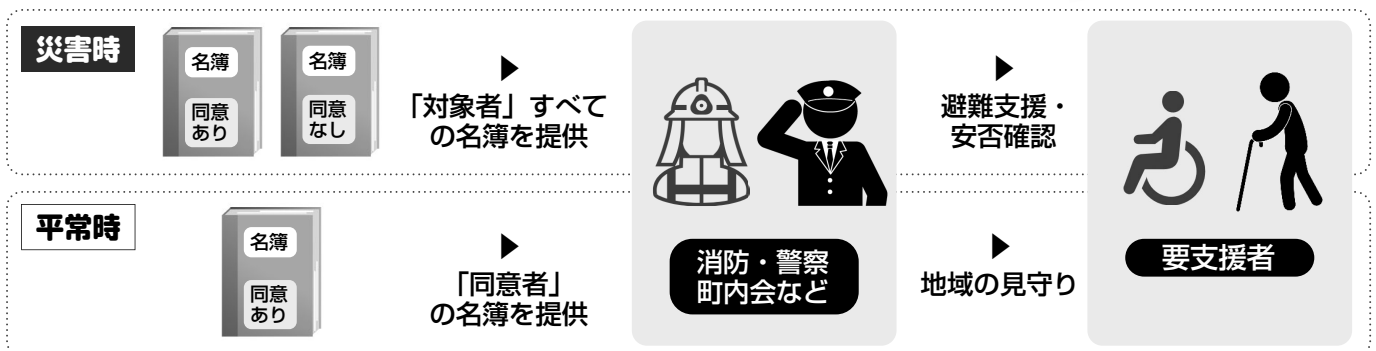 災害時
名簿
同意
あり
名簿
同意
なし
▶
「対象者」すべて
の名簿を提供
▶
避難支援・
安否確認
平常時
名簿
同意
あり
▶
「同意者」
の名簿を提供
消防・警察
町内会など
▶
地域の見守り
要支援者